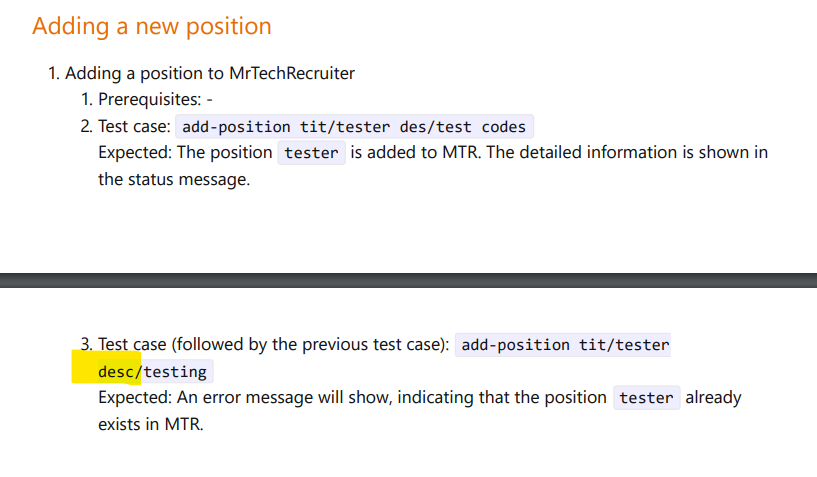 Adding a new position
1. Adding a position to MrTechRecruiter
1. Prerequisites: -
2. Test case: add-position tit/tester des/test codes
Expected: The position tester is added to MTR. The detailed information is shown in
the status message.
3. Test case (followed by the previous test case): add-position tit/tester
desc/testing
Expected: An error message will show, indicating that the position tester already
exists in MTR.